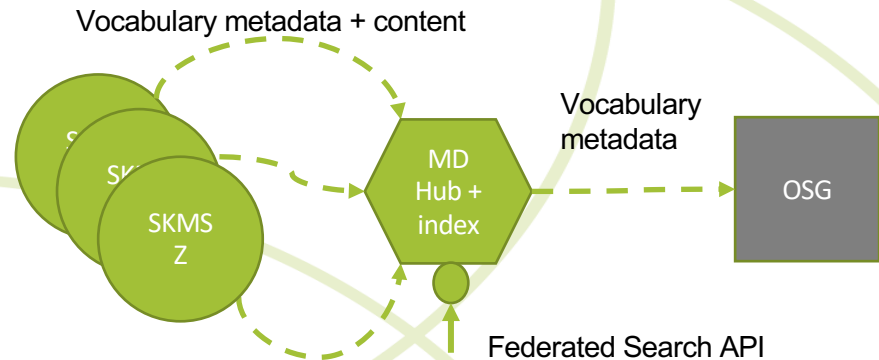 Vocabulary metadata + content
Vocabulary
metadata
MD
Hub +
index
OSG
SKMS
Z
Federated Search API